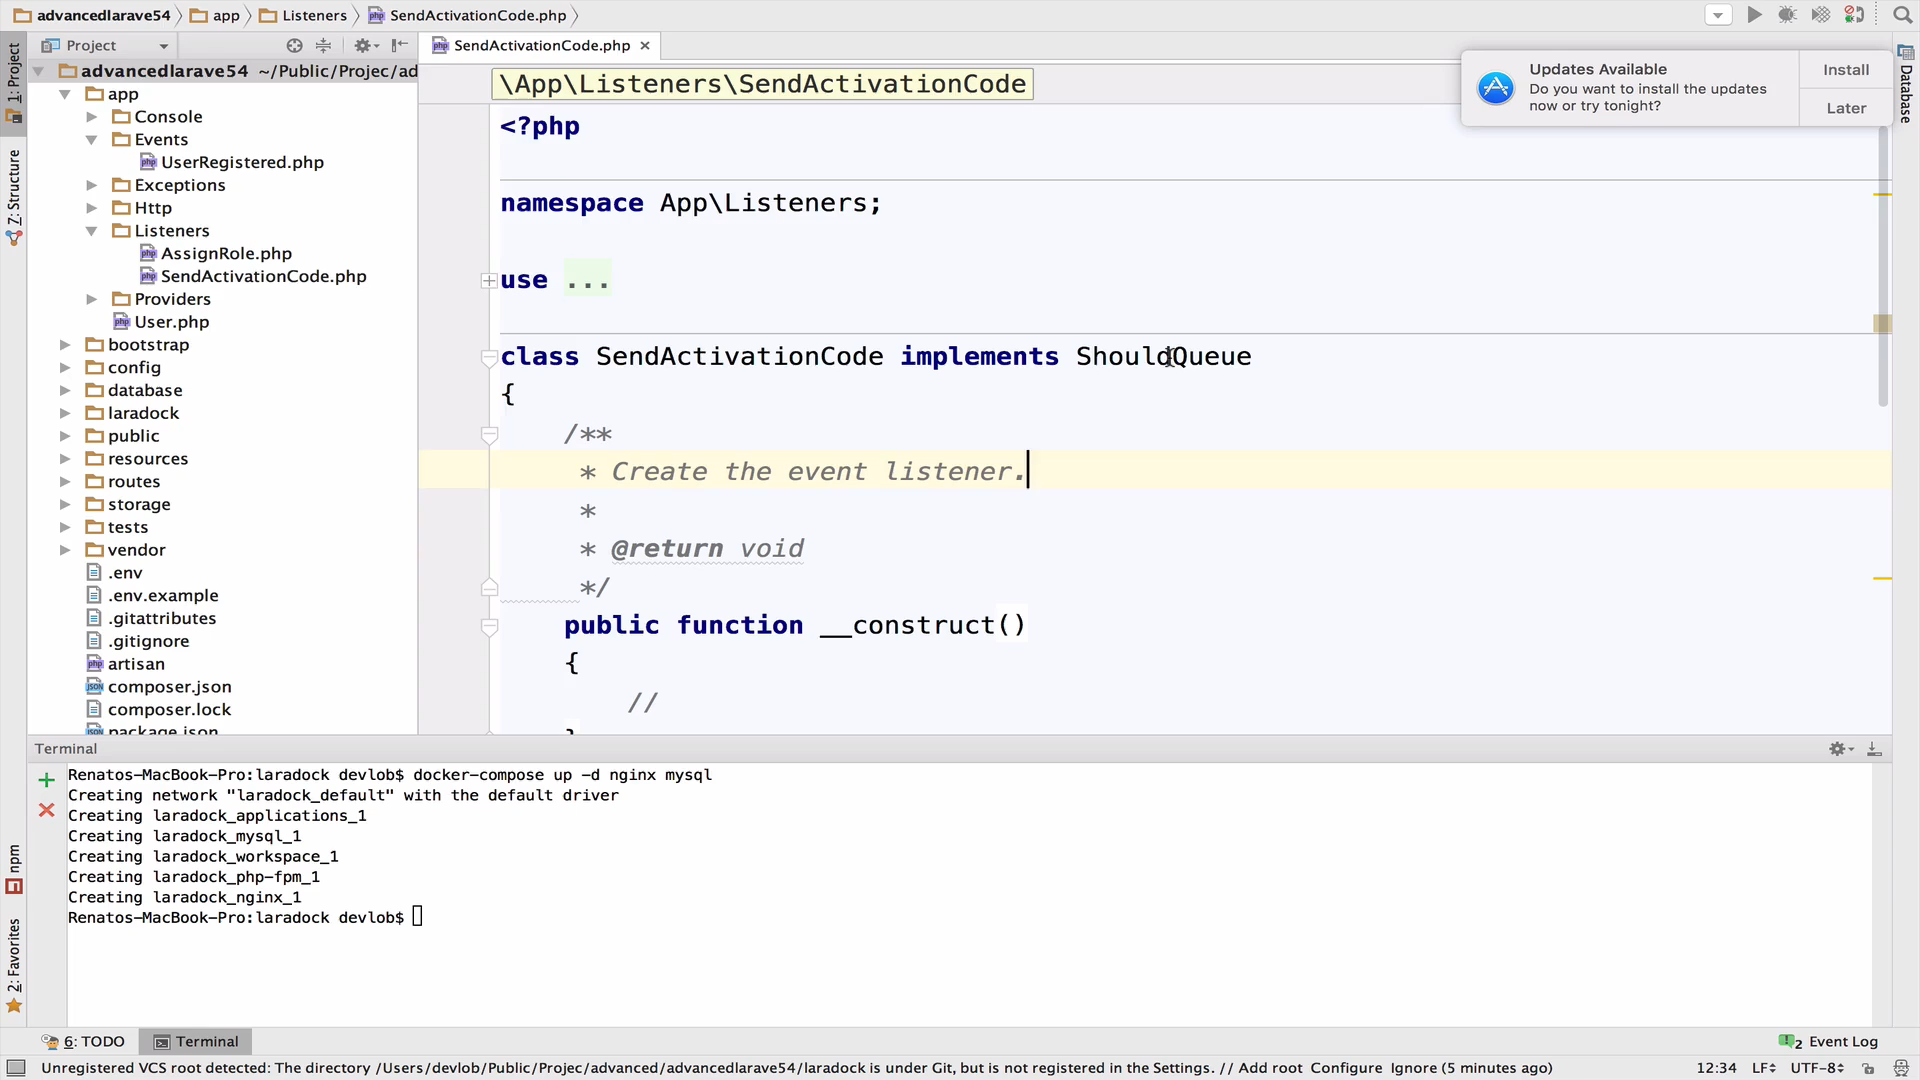 advancedlarave54
app
Listeners
SendActivationCode.php
Project
SendActivationCode.php
1: Project
Z: Structure
npm
2: Favorites
Database
advancedlarave54 ~/Public/Projec/ad
app
Console
Events
UserRegistered.php
Exceptions
Http
Listeners
AssignRole.php
SendActivationCode.php
Providers
User.php
bootstrap
config
database
laradock
public
resources
routes
storage
tests
vendor
.env
.env.example
.gitattributes
.gitignore
artisan
composer.json
composer.lock
package.json
\App\Listeners\SendActivationCode
<?php
namespace App\Listeners;
use ...
class SendActivationCode implements ShouldQueue
{
/**
* Create the event listener.
*
* @return void
*/
public function __construct()
{
//
}
Updates Available
Do you want to install the updates
now or try tonight?
Install
Later
Terminal
Renatos-MacBook-Pro:laradock devlob$ docker-compose up -d nginx mysql
Creating network "laradock_default" with the default driver
Creating laradock_applications_1
Creating laradock_mysql_1
Creating laradock_workspace_1
Creating laradock_php-fpm_1
Creating laradock_nginx_1
Renatos-MacBook-Pro:laradock devlob$
6: TODO
Terminal
2 Event Log
Unregistered VCS root detected: The directory /Users/devlob/Public/Projec/advanced/advancedlarave54/laradock is under Git, but is not registered in the Settings. // Add root Configure Ignore (5 minutes ago)
12:34 LF UTF-8